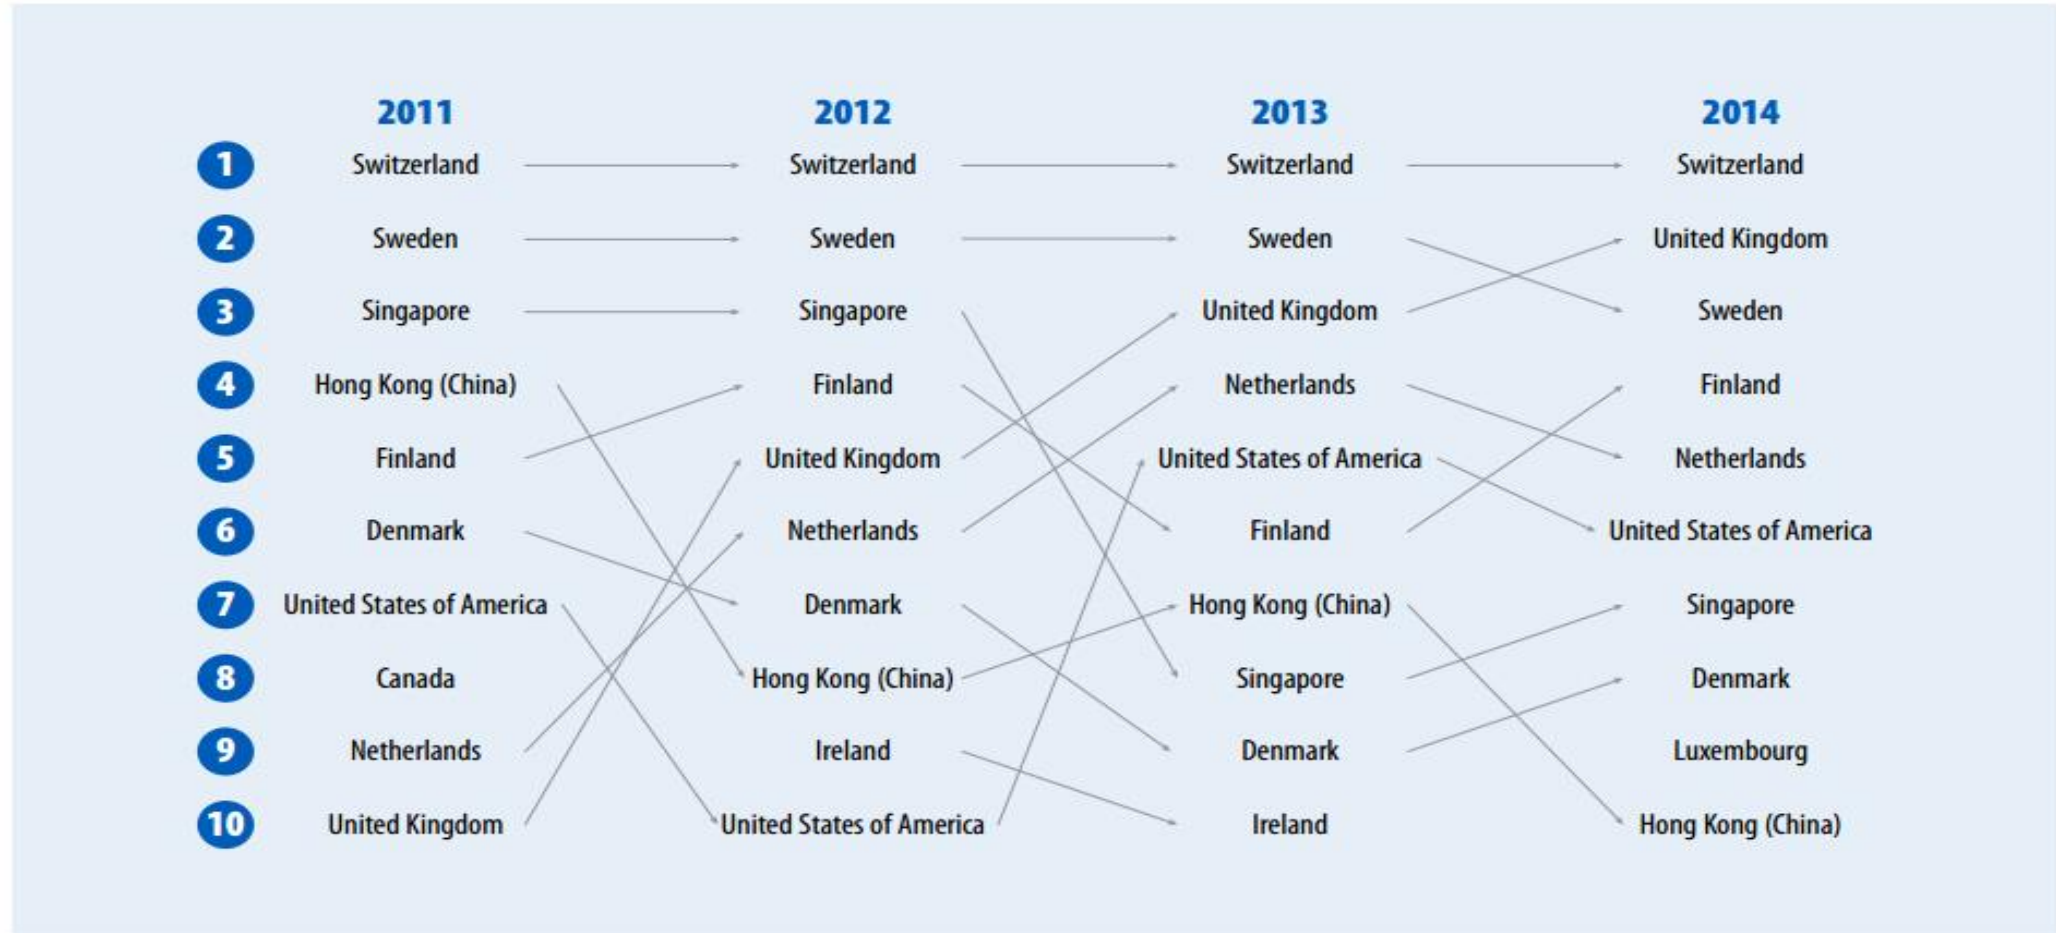 2011 2012 2013 2014
1 Switzerland Switzerland Switzerland Switzerland
2 Sweden Sweden Sweden United Kingdom
3 Singapore Singapore United Kingdom Sweden
4 Hong Kong (China) Finland Netherlands Finland
5 Finland United Kingdom United States of America Netherlands
6 Denmark Netherlands Finland United States of America
7 United States of America Denmark Hong Kong (China) Singapore
8 Canada Hong Kong (China) Singapore Denmark
9 Netherlands Ireland Denmark Luxembourg
10 United Kingdom United States of America Ireland Hong Kong (China)